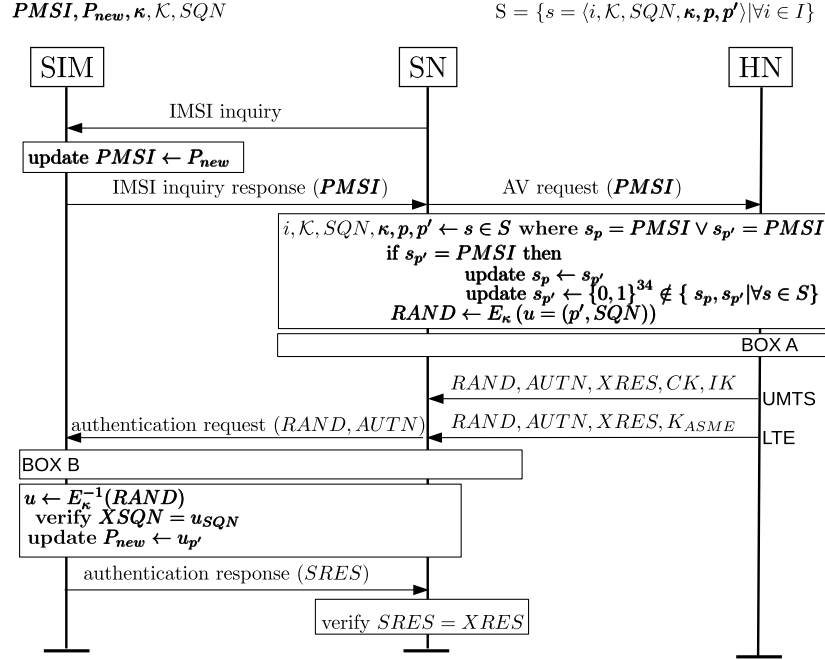 PMSI, P_new, κ, 𝒦, SQN
S = {s = ⟨i, 𝒦, SQN, κ, p, p′⟩|∀i ∈ I}
SIM
SN
HN
IMSI inquiry
update PMSI ← P_new
IMSI inquiry response (PMSI)
AV request (PMSI)
i, 𝒦, SQN, κ, p, p′ ← s ∈ S where s_p = PMSI ∨ s_p′ = PMSI
if s_p′ = PMSI then
update s_p ← s_p′
update s_p′ ← {0, 1}^34 ∉ { s_p, s_p′|∀s ∈ S}
RAND ← E_κ (u = (p′, SQN))
BOX A
RAND, AUTN, XRES, CK, IK
UMTS
authentication request (RAND, AUTN)
RAND, AUTN, XRES, K_ASME
LTE
BOX B
u ← E_κ^−1(RAND)
verify XSQN = u_SQN
update P_new ← u_p′
authentication response (SRES)
verify SRES = XRES